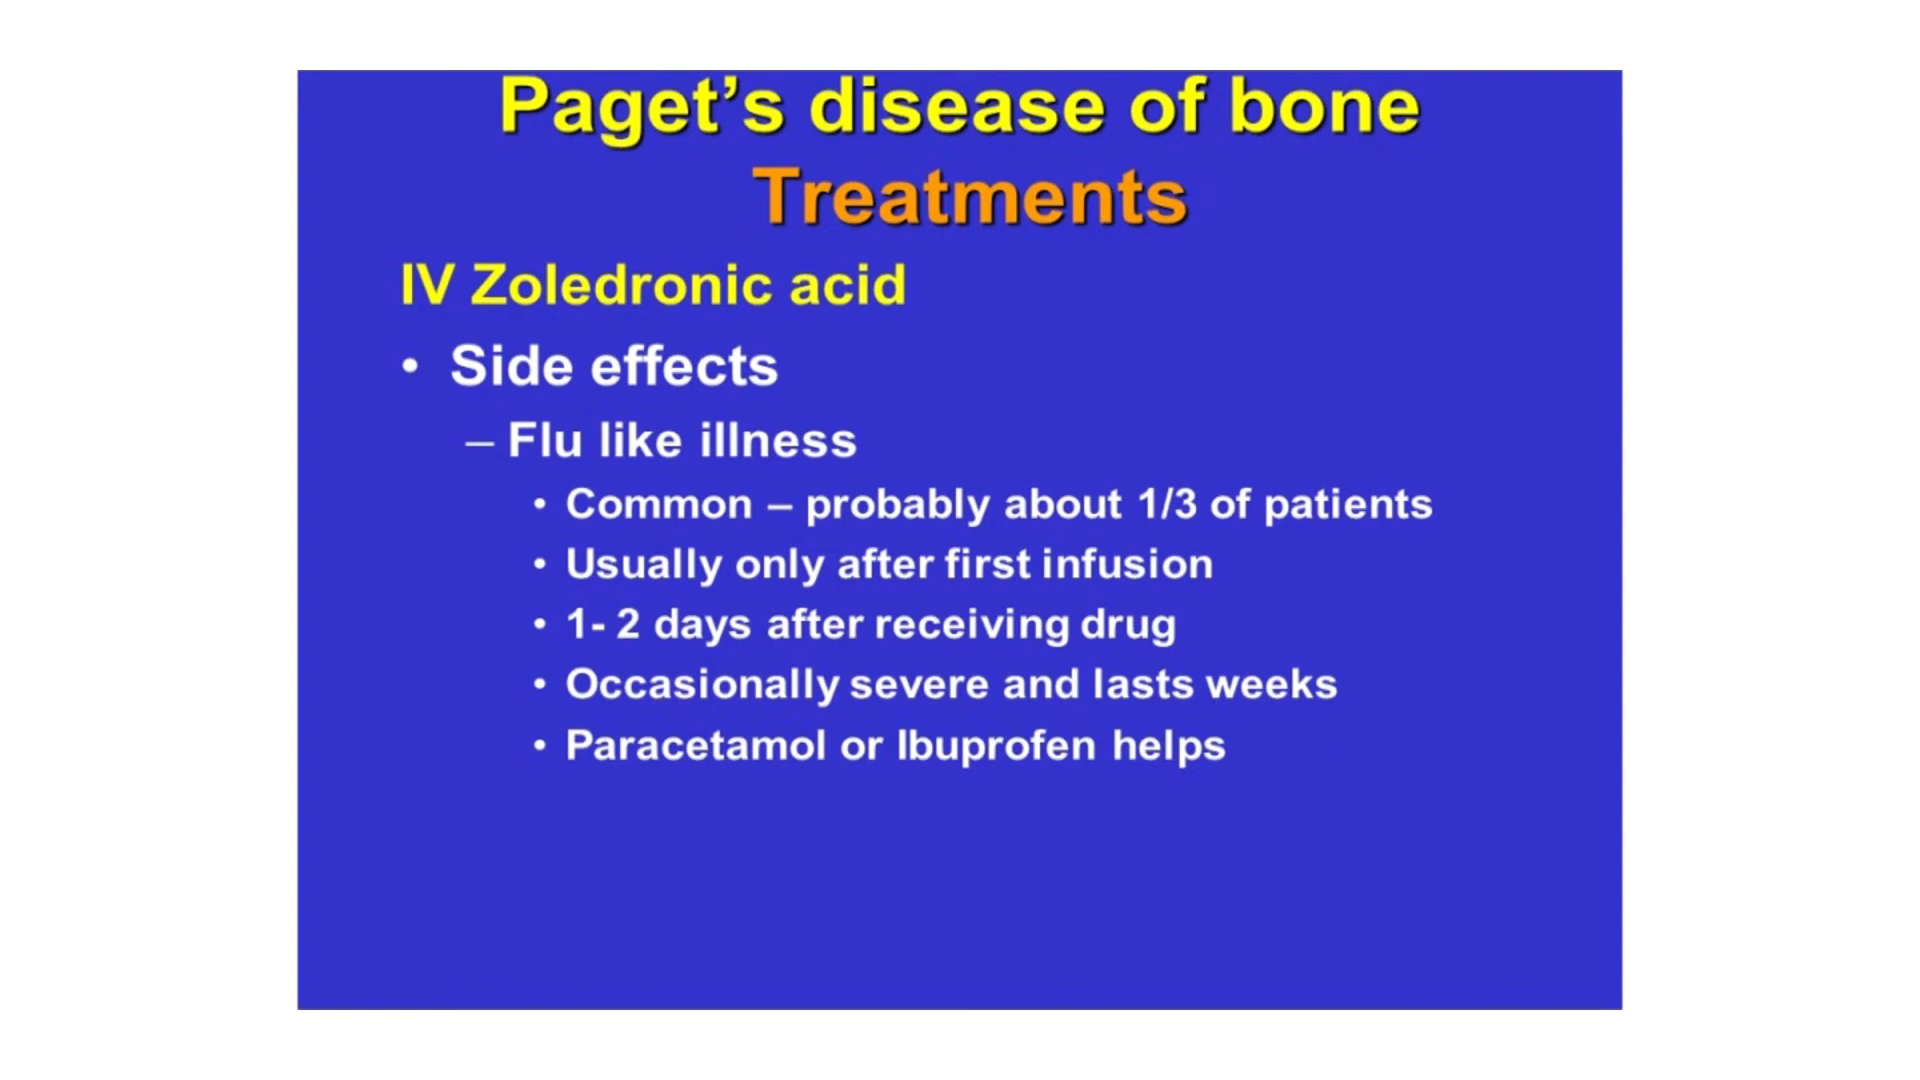 Paget’s disease of bone
Treatments
IV Zoledronic acid
• Side effects
– Flu like illness
• Common – probably about 1/3 of patients
• Usually only after first infusion
• 1- 2 days after receiving drug
• Occasionally severe and lasts weeks
• Paracetamol or Ibuprofen helps